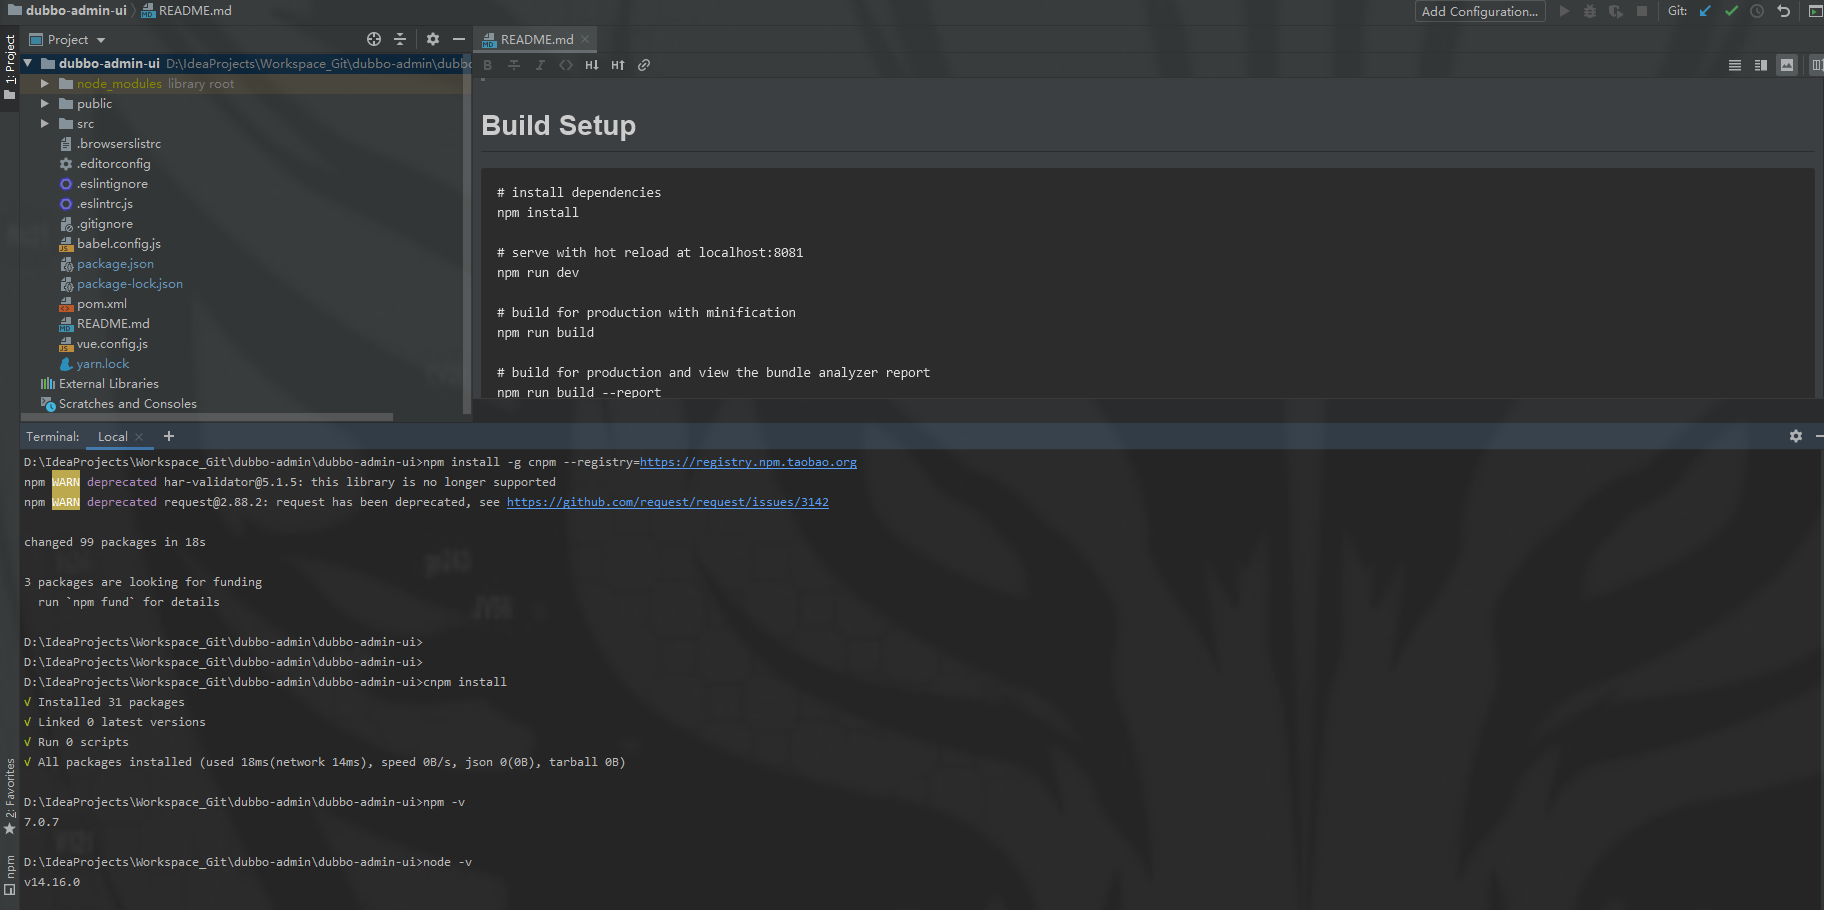 dubbo-admin-ui
README.md
Add Configuration...
Git:
1: Project
Project
README.md
dubbo-admin-ui D:\IdeaProjects\Workspace_Git\dubbo-admin\dubbo
B I <> H↓ H↑
node_modules library root
public
src
.browserslistrc
.editorconfig
.eslintignore
.eslintrc.js
.gitignore
babel.config.js
package.json
package-lock.json
pom.xml
README.md
vue.config.js
yarn.lock
External Libraries
Scratches and Consoles
Build Setup
# install dependencies
npm install
# serve with hot reload at localhost:8081
npm run dev
# build for production with minification
npm run build
# build for production and view the bundle analyzer report
npm run build --report
Terminal: Local +
D:\IdeaProjects\Workspace_Git\dubbo-admin\dubbo-admin-ui>npm install -g cnpm --registry=https://registry.npm.taobao.org
npm WARN deprecated har-validator@5.1.5: this library is no longer supported
npm WARN deprecated request@2.88.2: request has been deprecated, see https://github.com/request/request/issues/3142
changed 99 packages in 18s
3 packages are looking for funding
run `npm fund` for details
D:\IdeaProjects\Workspace_Git\dubbo-admin\dubbo-admin-ui>
D:\IdeaProjects\Workspace_Git\dubbo-admin\dubbo-admin-ui>
D:\IdeaProjects\Workspace_Git\dubbo-admin\dubbo-admin-ui>cnpm install
√ Installed 31 packages
√ Linked 0 latest versions
√ Run 0 scripts
√ All packages installed (used 18ms(network 14ms), speed 0B/s, json 0(0B), tarball 0B)
D:\IdeaProjects\Workspace_Git\dubbo-admin\dubbo-admin-ui>npm -v
7.0.7
D:\IdeaProjects\Workspace_Git\dubbo-admin\dubbo-admin-ui>node -v
v14.16.0
2: Favorites
npm